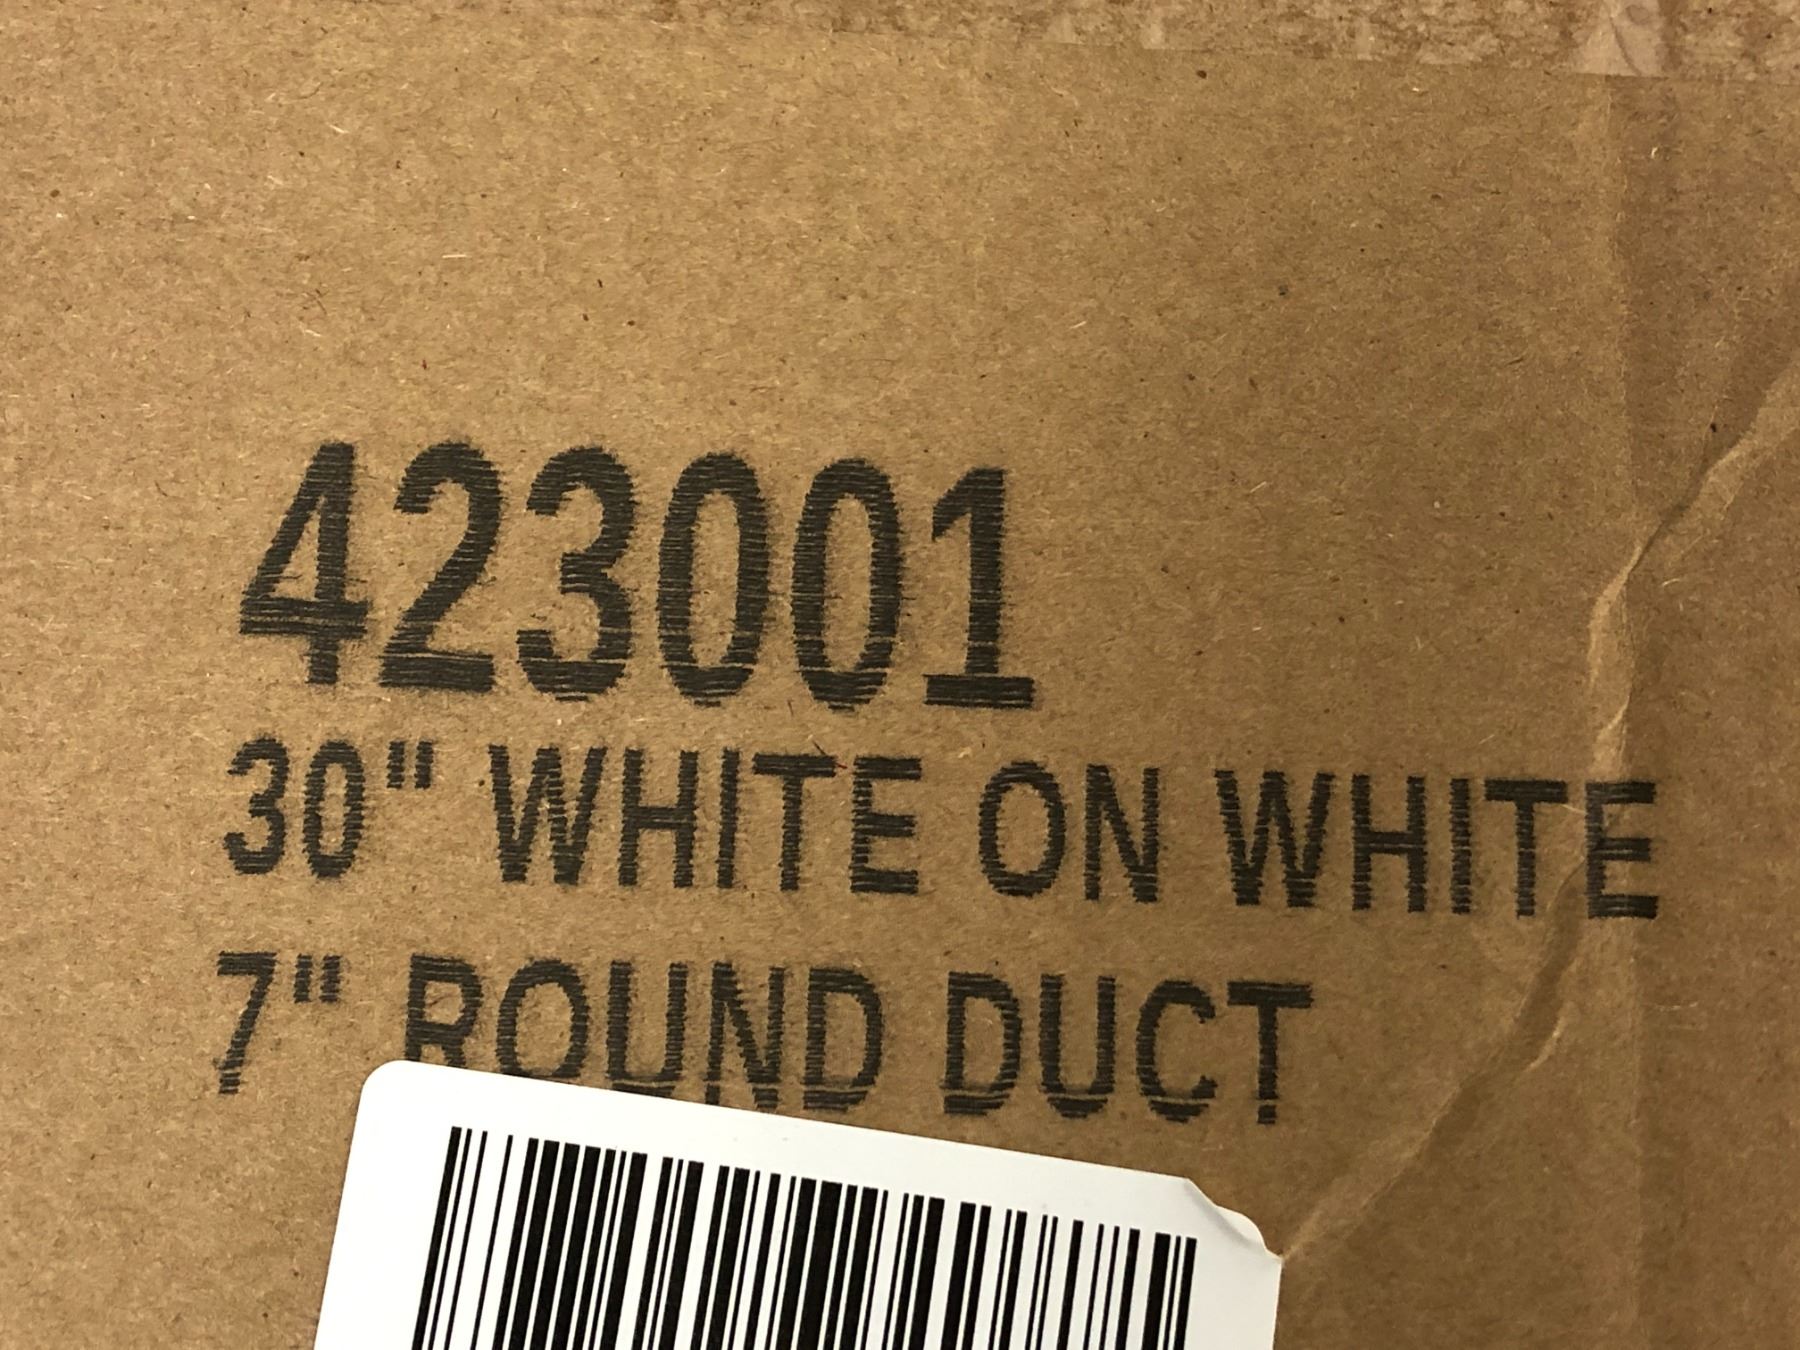 423001
30" WHITE ON WHITE
7" ROUND DUCT